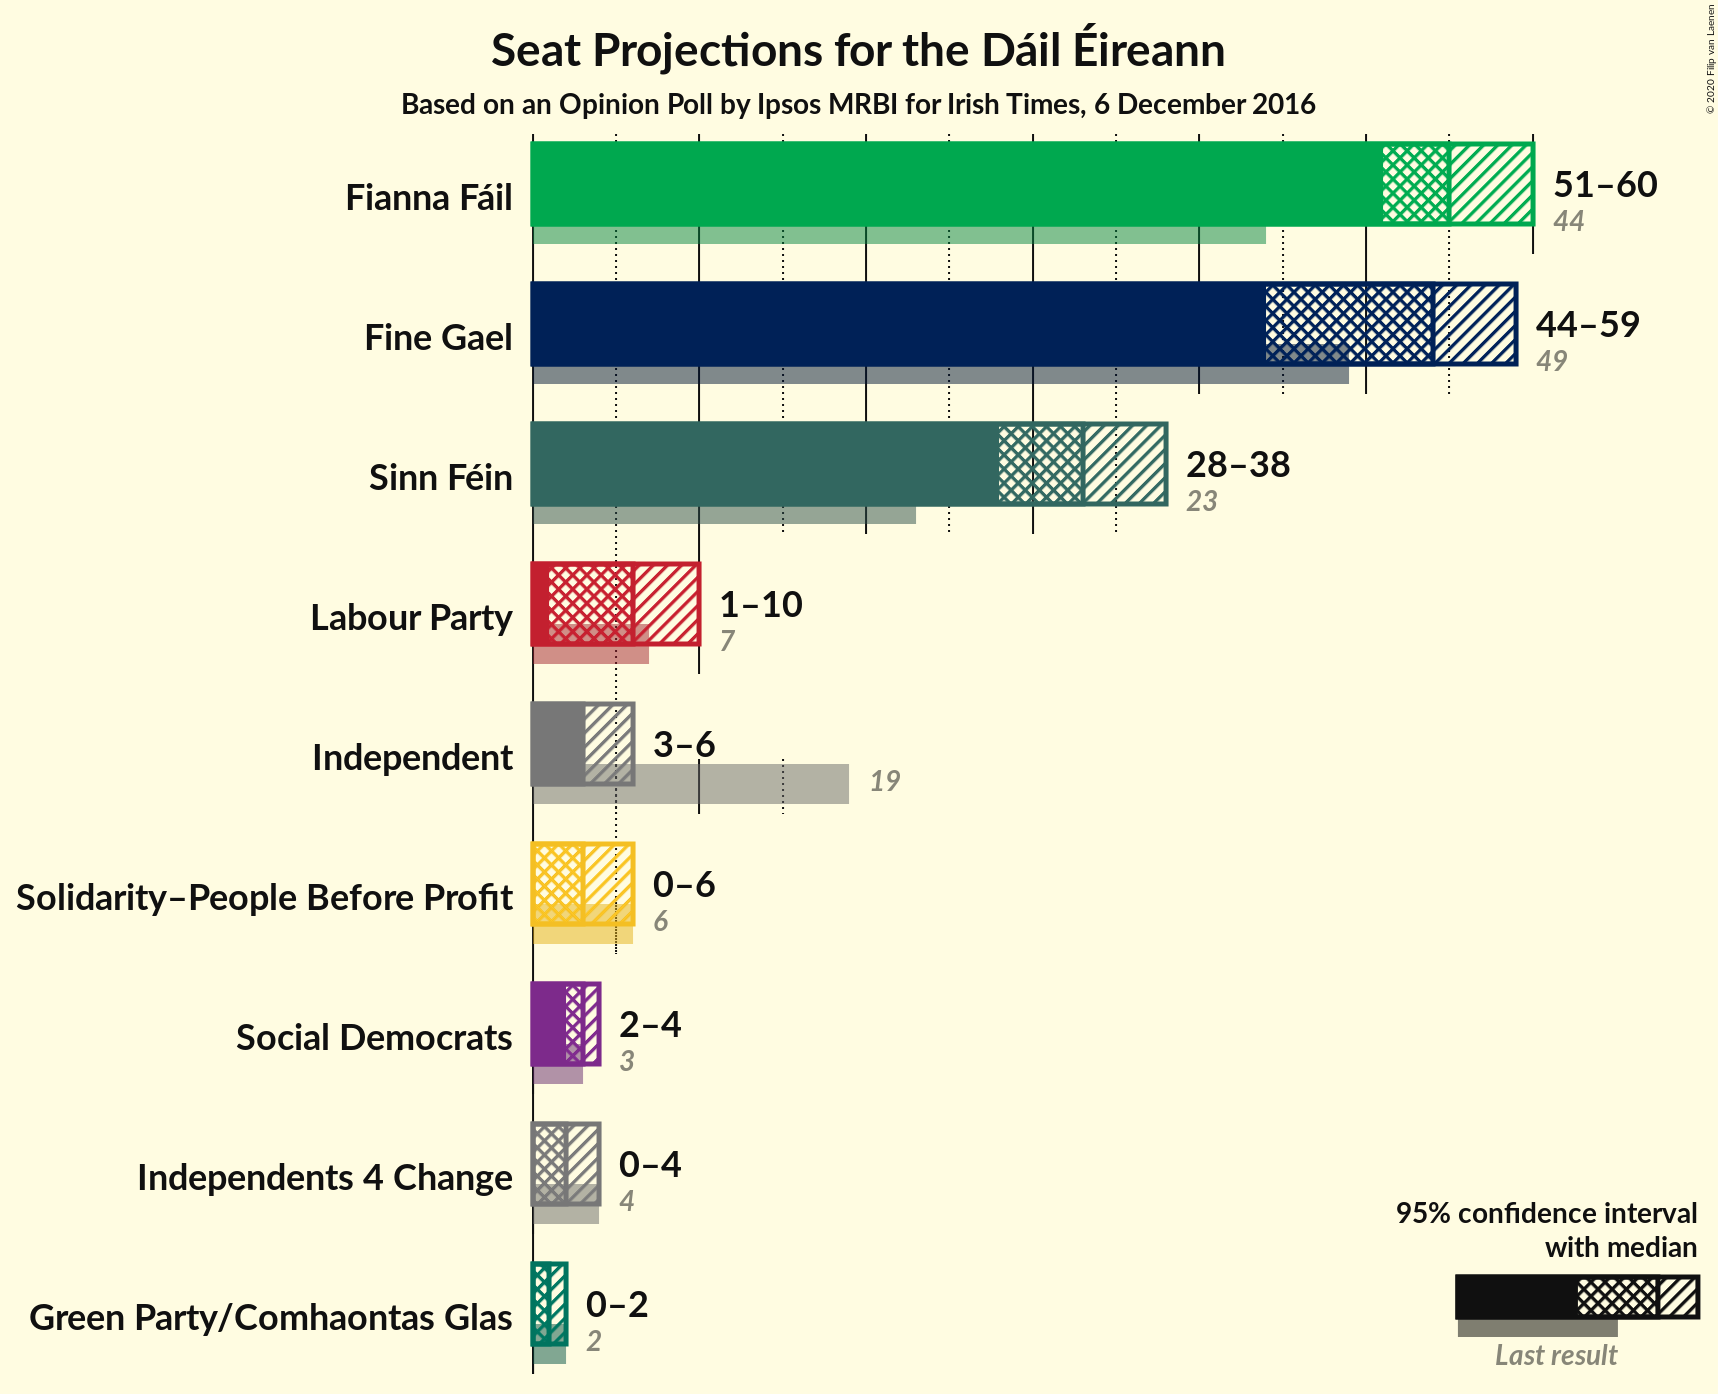 Seat Projections for the Dáil Éireann
Based on an Opinion Poll by Ipsos MRBI for Irish Times, 6 December 2016
© 2020 Filip van Laenen
Fianna Fáil
51–60
44
Fine Gael
44–59
49
Sinn Féin
28–38
23
Labour Party
1–10
7
Independent
3–6
19
Solidarity–People Before Profit
0–6
6
Social Democrats
2–4
3
Independents 4 Change
0–4
4
Green Party/Comhaontas Glas
0–2
2
95% confidence interval
with median
Last result